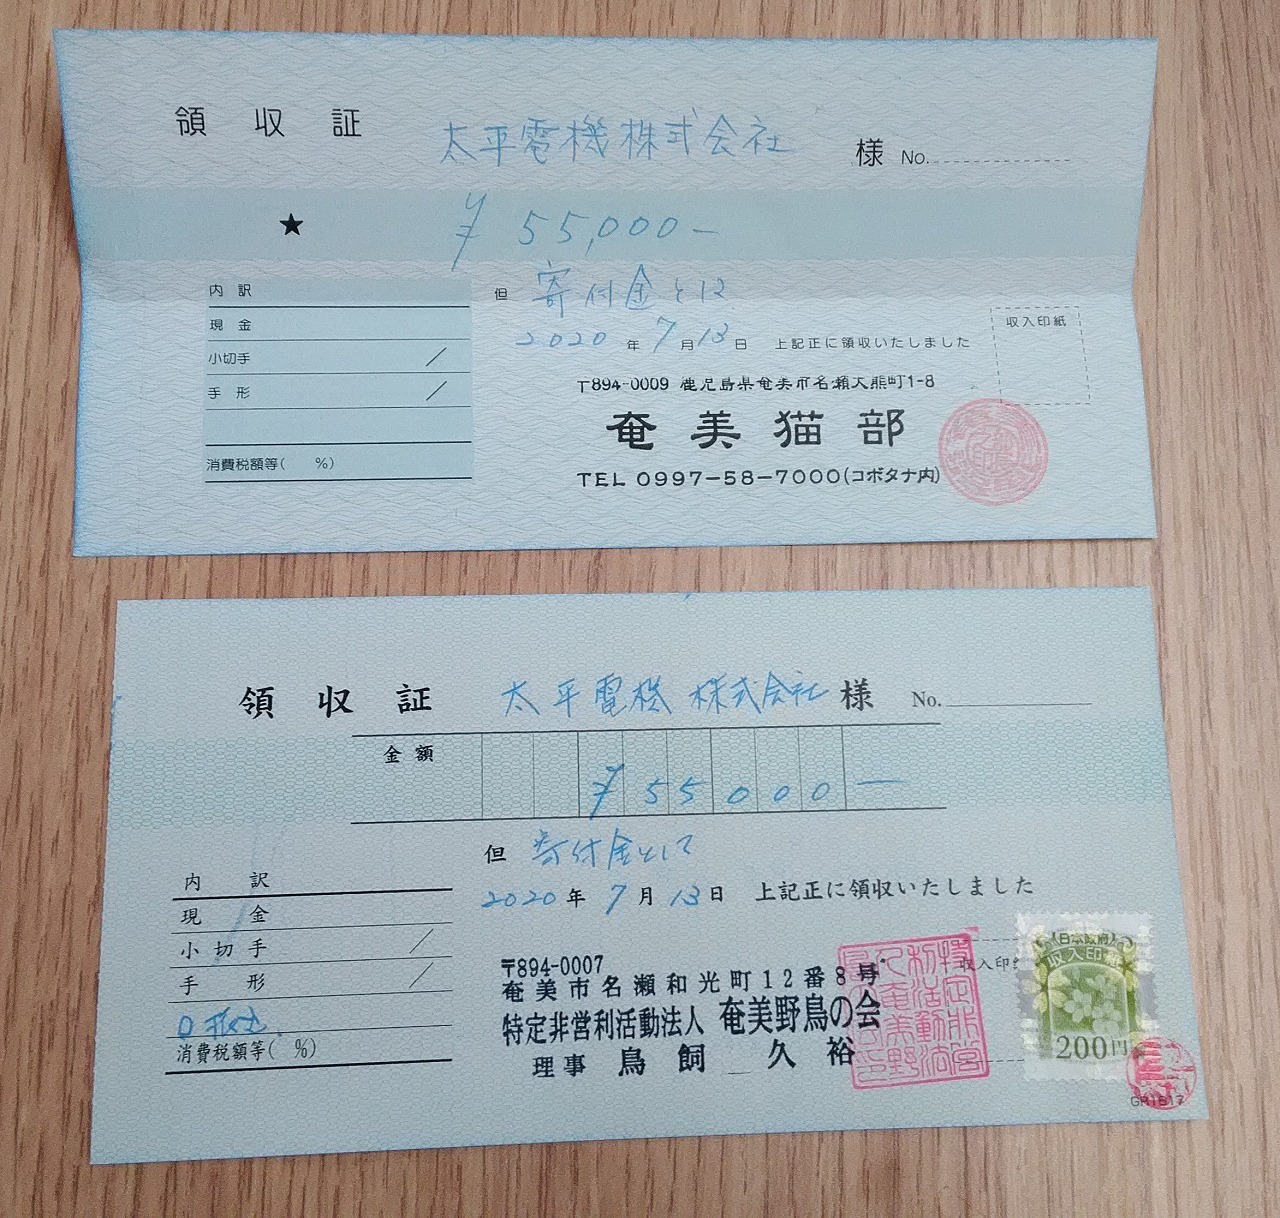 領収証 太平電機株式会社 様 No.
★ ¥55,000-
但 寄付金として
2020年7月13日 上記正に領収いたしました
収入印紙
内訳
現金
小切手 /
手形 /
消費税額等( %)
〒894-0009 鹿児島県奄美市名瀬大熊町1-8
奄美猫部
TEL 0997-58-7000(コボタナ内)
領収証 太平電機 株式会社 様 No.
金額 ¥55000-
但 寄付金として
2020年7月13日 上記正に領収いたしました
内訳
現金
小切手 /
手形 /
消費税額等( %)
〒894-0007
奄美市名瀬和光町12番8号
特定非営利活動法人 奄美野鳥の会
理事 鳥飼 久裕
収入印紙
日本政府
収入印紙
200円
GR1617